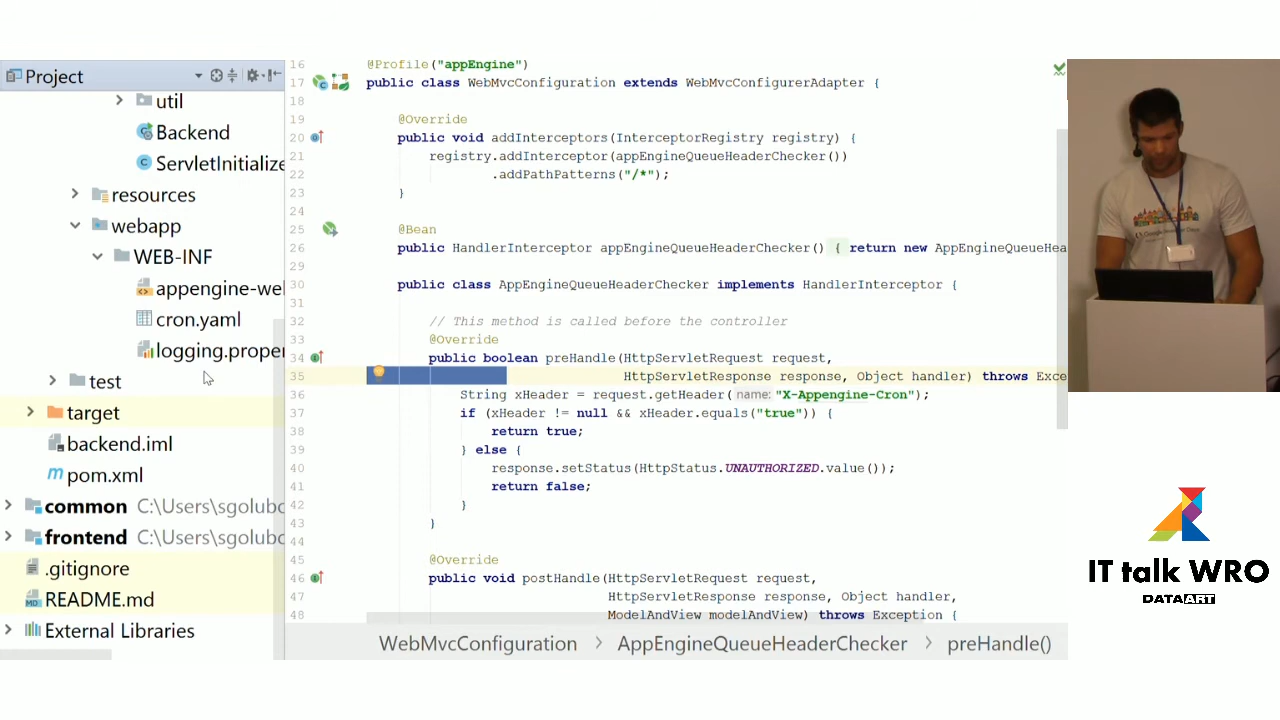 Project
util
Backend
ServletInitialize
resources
webapp
WEB-INF
appengine-we
cron.yaml
logging.prope
test
target
backend.iml
pom.xml
common C:\Users\sgolubc
frontend C:\Users\sgolubc
.gitignore
README.md
External Libraries
16 @Profile("appEngine")
17 public class WebMvcConfiguration extends WebMvcConfigurerAdapter {
18
19 @Override
20 public void addInterceptors(InterceptorRegistry registry) {
21 registry.addInterceptor(appEngineQueueHeaderChecker())
22 .addPathPatterns("/*");
23 }
24
25 @Bean
26 public HandlerInterceptor appEngineQueueHeaderChecker() { return new AppEngineQueueHea
29
30 public class AppEngineQueueHeaderChecker implements HandlerInterceptor {
31
32 // This method is called before the controller
33 @Override
34 public boolean preHandle(HttpServletRequest request,
35 HttpServletResponse response, Object handler) throws Exce
36 String xHeader = request.getHeader( name: "X-Appengine-Cron");
37 if (xHeader != null && xHeader.equals("true")) {
38 return true;
39 } else {
40 response.setStatus(HttpStatus.UNAUTHORIZED.value());
41 return false;
42 }
43 }
44
45 @Override
46 public void postHandle(HttpServletRequest request,
47 HttpServletResponse response, Object handler,
48 ModelAndView modelAndView) throws Exception {
WebMvcConfiguration > AppEngineQueueHeaderChecker > preHandle()
IT talk WRO
DATAART